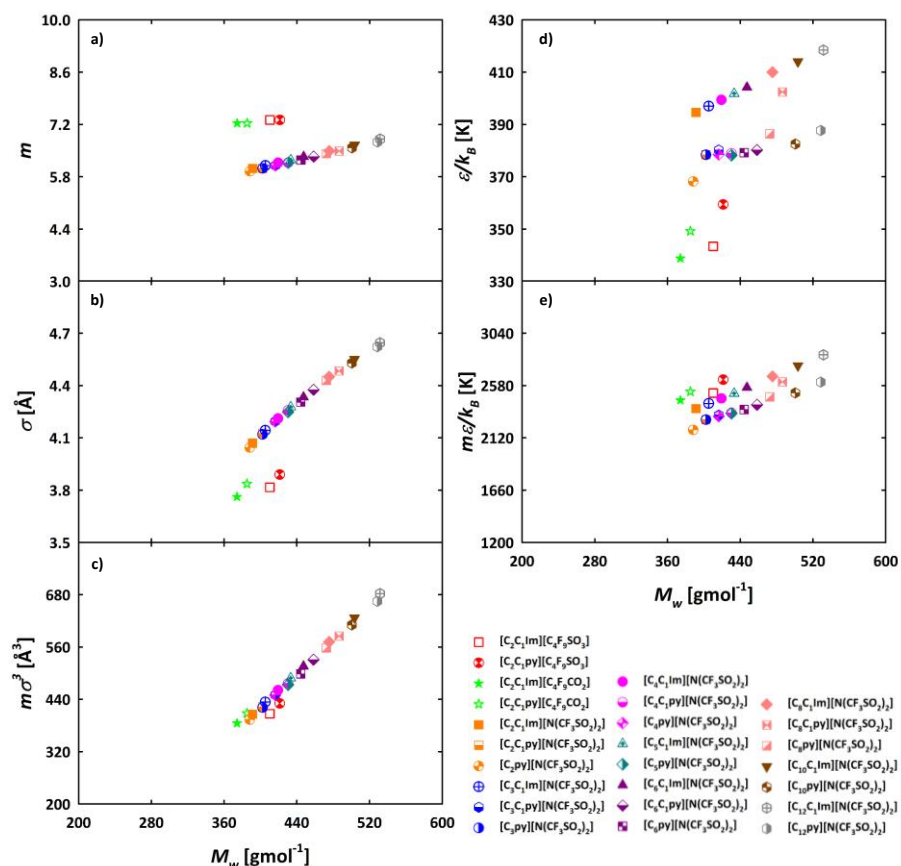 a)
m
10.0
8.6
7.2
5.8
4.4
3.0
b)
σ [Å]
4.7
4.4
4.1
3.8
3.5
c)
mσ³ [Å³]
680
560
440
320
200
200 280 360 440 520 600
M_w [gmol⁻¹]
d)
ε/k_B [K]
430
410
390
370
350
330
e)
mε/k_B [K]
3040
2580
2120
1660
1200
200 280 360 440 520 600
M_w [gmol⁻¹]
[C₂C₁Im][C₄F₉SO₃]
[C₂C₁py][C₄F₉SO₃]
[C₂C₁Im][C₄F₉CO₂]
[C₂C₁py][C₄F₉CO₂]
[C₂C₁Im][N(CF₃SO₂)₂]
[C₂C₁py][N(CF₃SO₂)₂]
[C₂py][N(CF₃SO₂)₂]
[C₃C₁Im][N(CF₃SO₂)₂]
[C₃C₁py][N(CF₃SO₂)₂]
[C₃py][N(CF₃SO₂)₂]
[C₄C₁Im][N(CF₃SO₂)₂]
[C₄C₁py][N(CF₃SO₂)₂]
[C₄py][N(CF₃SO₂)₂]
[C₅C₁Im][N(CF₃SO₂)₂]
[C₅py][N(CF₃SO₂)₂]
[C₆C₁Im][N(CF₃SO₂)₂]
[C₆C₁py][N(CF₃SO₂)₂]
[C₆py][N(CF₃SO₂)₂]
[C₈C₁Im][N(CF₃SO₂)₂]
[C₈C₁py][N(CF₃SO₂)₂]
[C₈py][N(CF₃SO₂)₂]
[C₁₀C₁Im][N(CF₃SO₂)₂]
[C₁₀py][N(CF₃SO₂)₂]
[C₁₂C₁Im][N(CF₃SO₂)₂]
[C₁₂py][N(CF₃SO₂)₂]